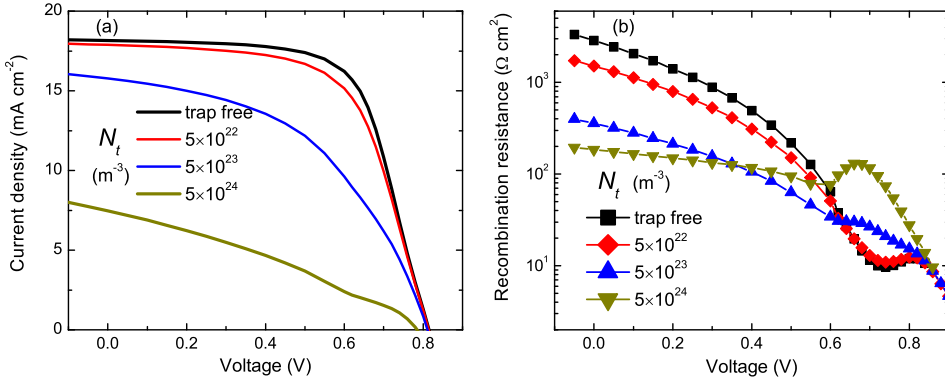 (a)
Current density (mA cm⁻²)
20
15
10
5
0
N_t
(m⁻³)
trap free
5×10²²
5×10²³
5×10²⁴
0.0 0.2 0.4 0.6 0.8
Voltage (V)
(b)
Recombination resistance (Ω cm²)
10³
10²
10¹
N_t (m⁻³)
trap free
5×10²²
5×10²³
5×10²⁴
0.0 0.2 0.4 0.6 0.8
Voltage (V)